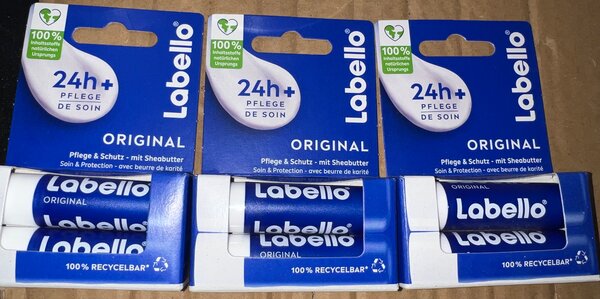 100%
Inhaltsstoffe
natürlichen
Ursprungs
24h+
PFLEGE
DE SOIN
Labello
ORIGINAL
Pflege & Schutz - mit Sheabutter
Soin & Protection - avec beurre de karité
Labello
ORIGINAL
Labello
100% RECYCELBAR*
100%
Inhaltsstoffe
natürlichen
Ursprungs
24h+
PFLEGE
DE SOIN
Labello
ORIGINAL
Pflege & Schutz - mit Sheabutter
Soin & Protection - avec beurre de karité
Labello
Labello
ORIGINAL
100% RECYCELBAR*
100%
Inhaltsstoffe
natürlichen
Ursprungs
24h+
PFLEGE
DE SOIN
Labello
ORIGINAL
Pflege & Schutz - mit Sheabutter
Soin & Protection - avec beurre de karité
ORIGINAL
Labello
Labello
100% RECYCELBAR*